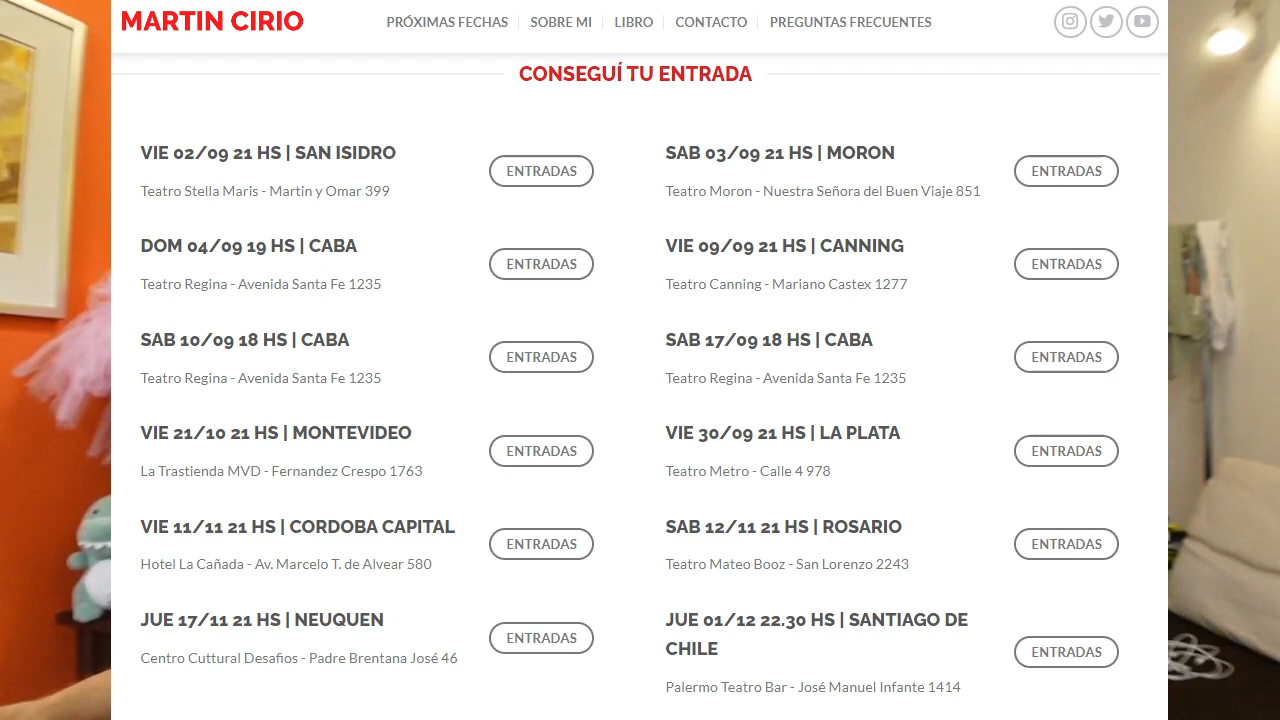 MARTIN CIRIO
PRÓXIMAS FECHAS
SOBRE MI
LIBRO
CONTACTO
PREGUNTAS FRECUENTES
CONSEGUÍ TU ENTRADA
VIE 02/09 21 HS | SAN ISIDRO
Teatro Stella Maris - Martin y Omar 399
ENTRADAS
SAB 03/09 21 HS | MORON
Teatro Moron - Nuestra Señora del Buen Viaje 851
ENTRADAS
DOM 04/09 19 HS | CABA
Teatro Regina - Avenida Santa Fe 1235
ENTRADAS
VIE 09/09 21 HS | CANNING
Teatro Canning - Mariano Castex 1277
ENTRADAS
SAB 10/09 18 HS | CABA
Teatro Regina - Avenida Santa Fe 1235
ENTRADAS
SAB 17/09 18 HS | CABA
Teatro Regina - Avenida Santa Fe 1235
ENTRADAS
VIE 21/10 21 HS | MONTEVIDEO
La Trastienda MVD - Fernandez Crespo 1763
ENTRADAS
VIE 30/09 21 HS | LA PLATA
Teatro Metro - Calle 4 978
ENTRADAS
VIE 11/11 21 HS | CORDOBA CAPITAL
Hotel La Cañada - Av. Marcelo T. de Alvear 580
ENTRADAS
SAB 12/11 21 HS | ROSARIO
Teatro Mateo Booz - San Lorenzo 2243
ENTRADAS
JUE 17/11 21 HS | NEUQUEN
Centro Cuttural Desafios - Padre Brentana José 46
ENTRADAS
JUE 01/12 22.30 HS | SANTIAGO DE
CHILE
Palermo Teatro Bar - José Manuel Infante 1414
ENTRADAS